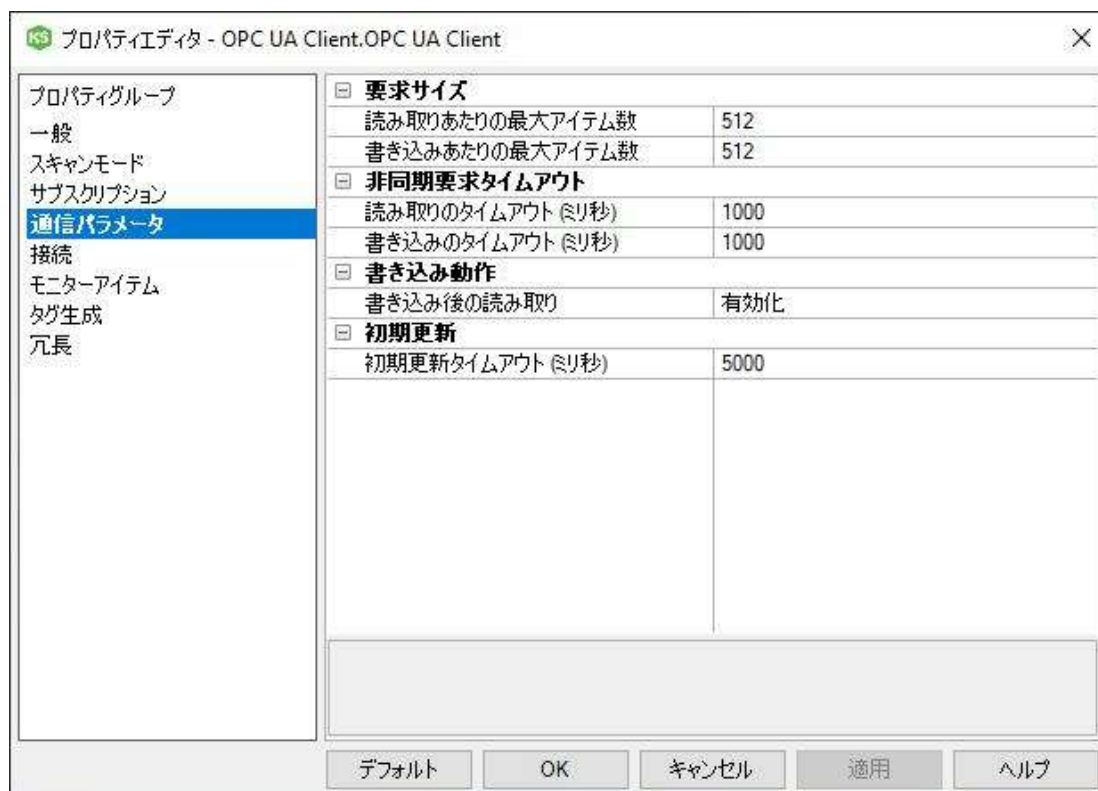 KS プロパティエディタ - OPC UA Client.OPC UA Client
プロパティグループ
一般
スキャンモード
サブスクリプション
通信パラメータ
接続
モニターアイテム
タグ生成
冗長
要求サイズ
読み取りあたりの最大アイテム数 512
書き込みあたりの最大アイテム数 512
非同期要求タイムアウト
読み取りのタイムアウト (ミリ秒) 1000
書き込みのタイムアウト (ミリ秒) 1000
書き込み動作
書き込み後の読み取り 有効化
初期更新
初期更新タイムアウト (ミリ秒) 5000
デフォルト OK キャンセル 適用 ヘルプ